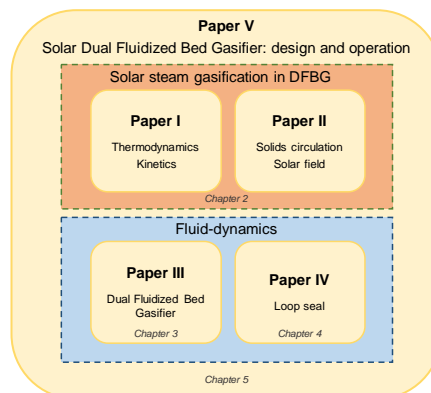 Paper V
Solar Dual Fluidized Bed Gasifier: design and operation
Solar steam gasification in DFBG
Paper I
Thermodynamics
Kinetics
Paper II
Solids circulation
Solar field
Chapter 2
Fluid-dynamics
Paper III
Dual Fluidized Bed
Gasifier
Chapter 3
Paper IV
Loop seal
Chapter 4
Chapter 5